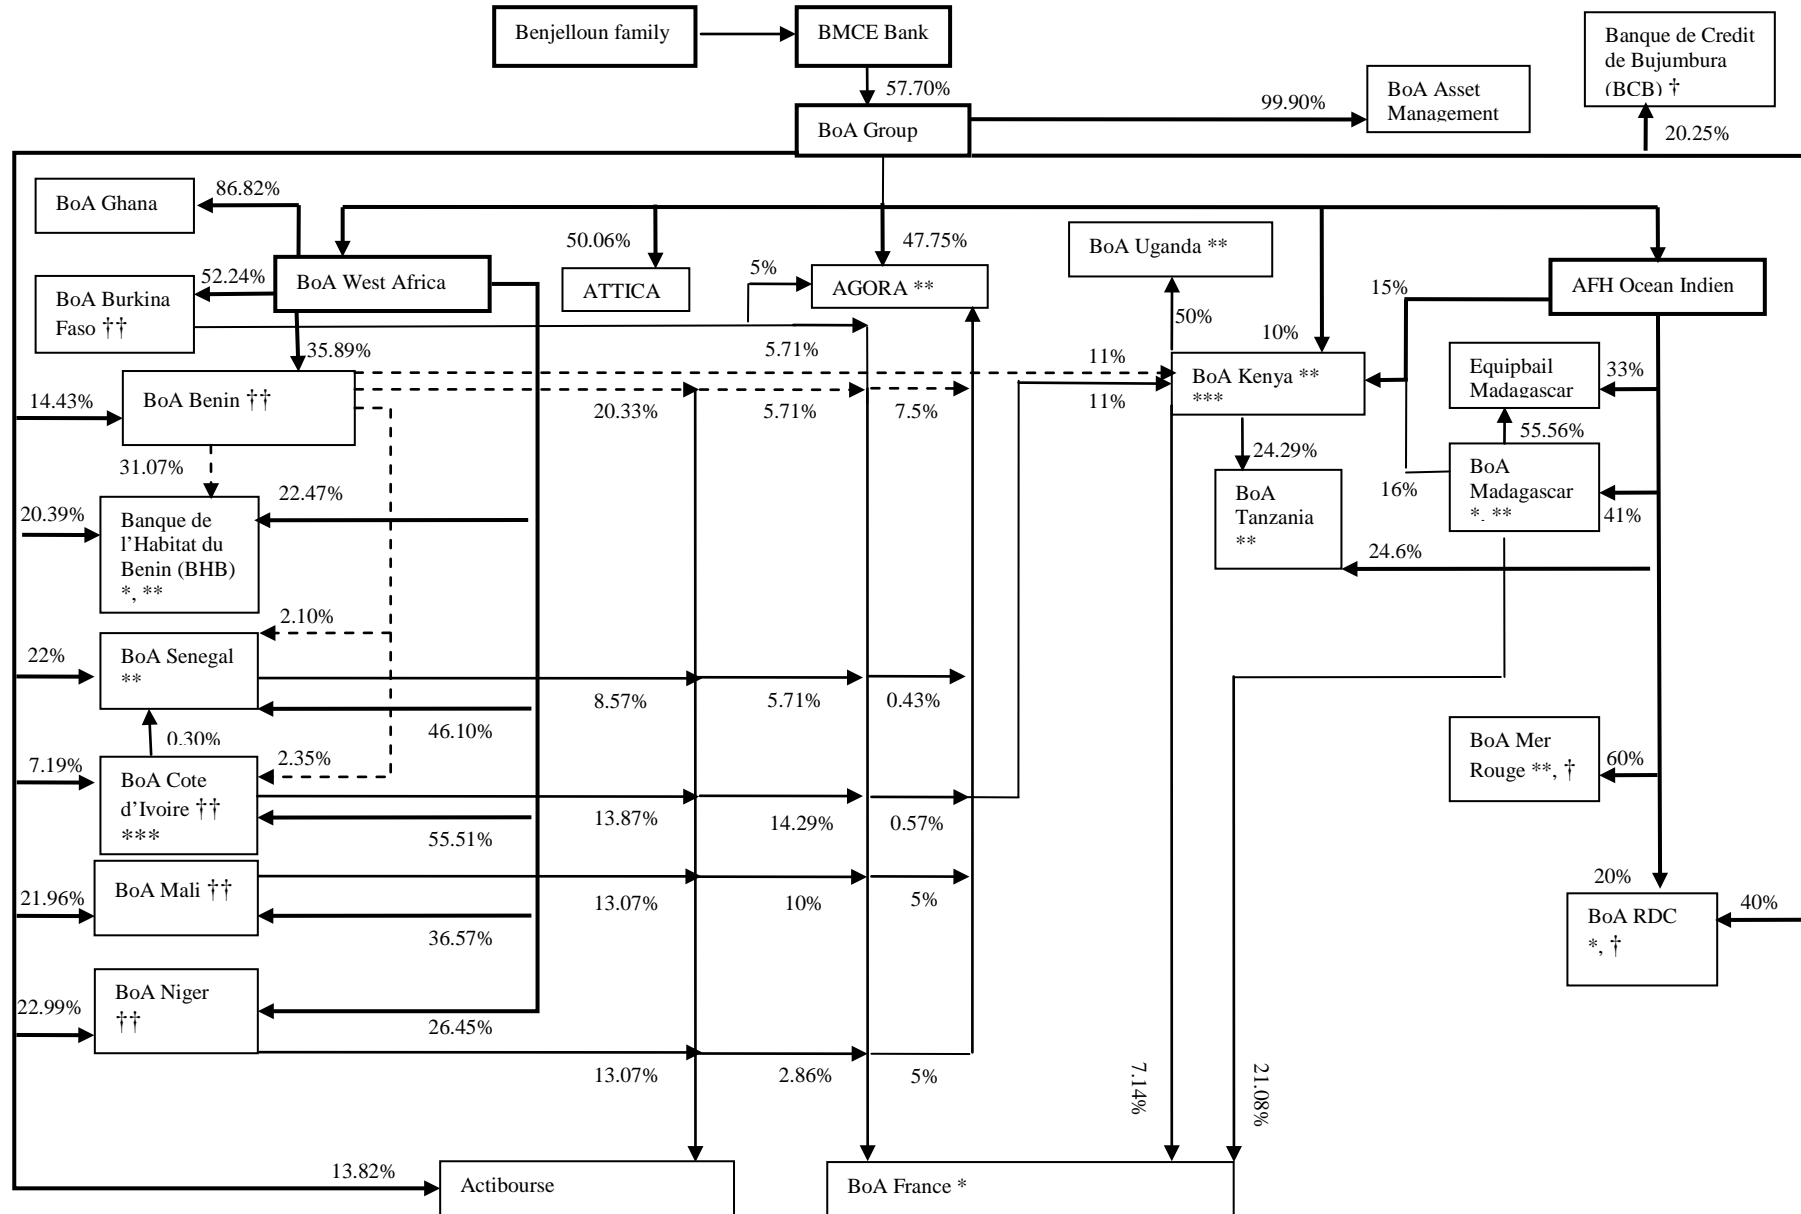 Benjelloun family
BMCE Bank
Banque de Credit
de Bujumbura
(BCB) †
57.70%
99.90%
BoA Asset
Management
BoA Group
20.25%
BoA Ghana
86.82%
50.06%
47.75%
BoA Uganda **
52.24%
BoA West Africa
5%
ATTICA
AGORA **
15%
AFH Ocean Indien
BoA Burkina
Faso ††
50%
10%
35.89%
5.71%
11%
BoA Kenya **
***
Equipbail
Madagascar
33%
14.43%
BoA Benin ††
20.33%
5.71%
7.5%
11%
55.56%
24.29%
31.07%
22.47%
16%
BoA
Madagascar
*, **
41%
BoA
Tanzania
**
20.39%
Banque de
l’Habitat du
Benin (BHB)
*, **
24.6%
2.10%
22%
BoA Senegal
**
8.57%
5.71%
0.43%
46.10%
0.30%
2.35%
7.19%
BoA Cote
d’Ivoire ††
***
BoA Mer
Rouge **, †
60%
13.87%
14.29%
0.57%
55.51%
BoA Mali ††
21.96%
13.07%
10%
5%
36.57%
20%
BoA RDC
*, †
40%
BoA Niger
††
22.99%
26.45%
13.07%
2.86%
5%
7.14%
21.08%
13.82%
Actibourse
BoA France *